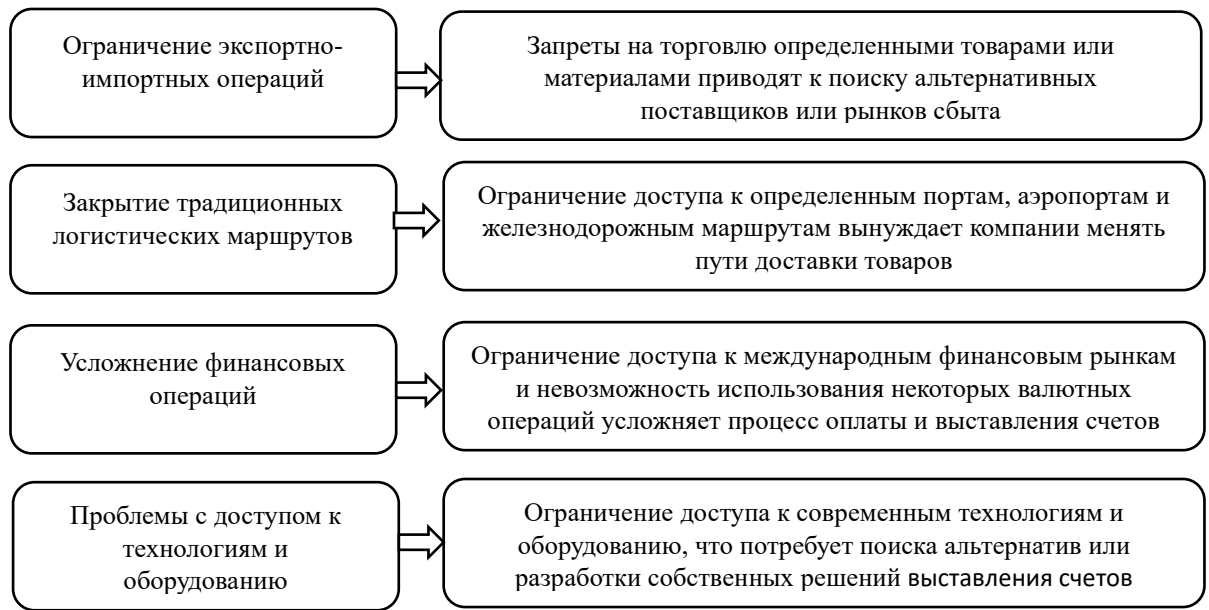 Ограничение экспортно-
импортных операций
Запреты на торговлю определенными товарами или
материалами приводят к поиску альтернативных
поставщиков или рынков сбыта
Закрытие традиционных
логистических маршрутов
Ограничение доступа к определенным портам, аэропортам и
железнодорожным маршрутам вынуждает компании менять
пути доставки товаров
Усложнение финансовых
операций
Ограничение доступа к международным финансовым рынкам
и невозможность использования некоторых валютных
операций усложняет процесс оплаты и выставления счетов
Проблемы с доступом к
технологиям и
оборудованию
Ограничение доступа к современным технологиям и
оборудованию, что потребует поиска альтернатив или
разработки собственных решений выставления счетов